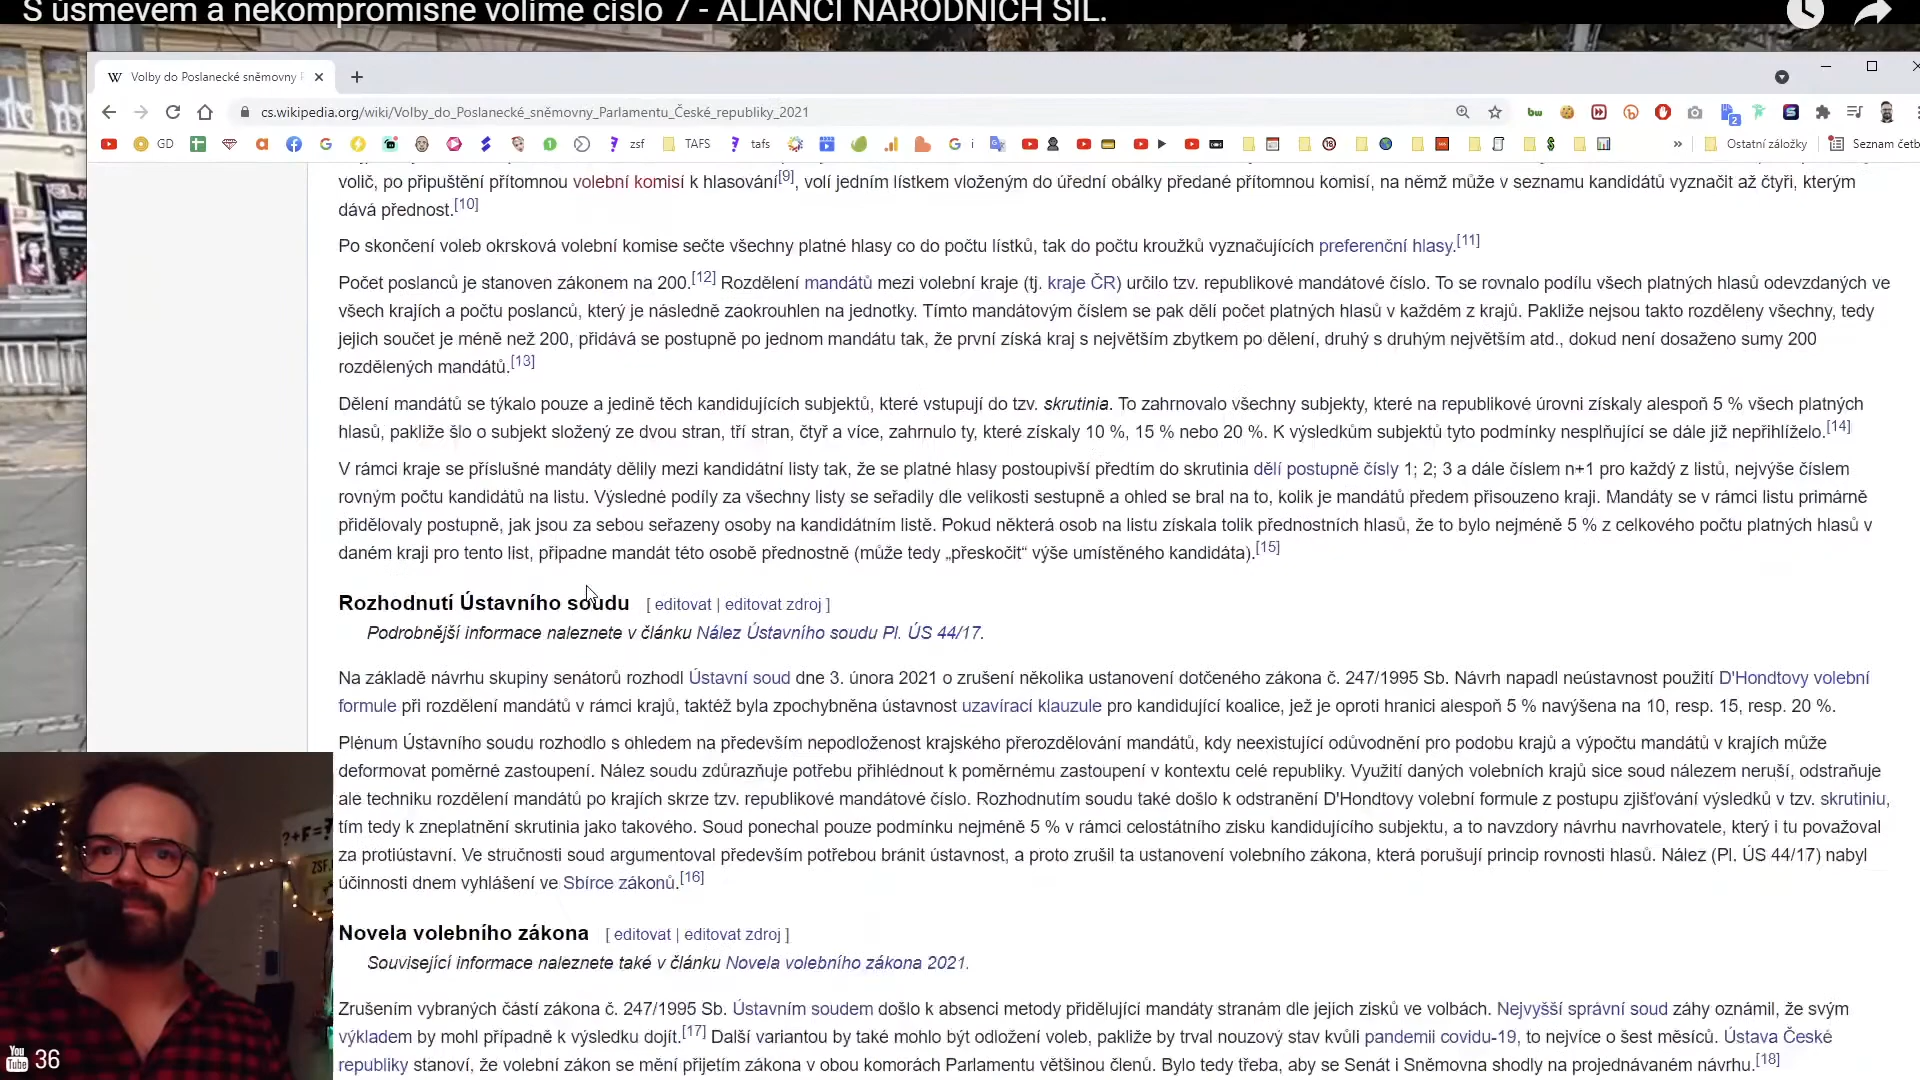 S úsměvem a nekompromisně volíme číslo 7 - ALIANCI NÁRODNÍCH SIL.
Volby do Poslanecké sněmovny P
cs.wikipedia.org/wiki/Volby_do_Poslanecké_sněmovny_Parlamentu_České_republiky_2021
GD
zsf
TAFS
tafs
i
»
Ostatní záložky
Seznam četb
volič, po připuštění přítomnou volební komisí k hlasování[9], volí jedním lístkem vloženým do úřední obálky předané přítomnou komisí, na němž může v seznamu kandidátů vyznačit až čtyři, kterým
dává přednost.[10]
Po skončení voleb okrsková volební komise sečte všechny platné hlasy co do počtu lístků, tak do počtu kroužků vyznačujících preferenční hlasy.[11]
Počet poslanců je stanoven zákonem na 200.[12] Rozdělení mandátů mezi volební kraje (tj. kraje ČR) určilo tzv. republikové mandátové číslo. To se rovnalo podílu všech platných hlasů odevzdaných ve
všech krajích a počtu poslanců, který je následně zaokrouhlen na jednotky. Tímto mandátovým číslem se pak dělí počet platných hlasů v každém z krajů. Pakliže nejsou takto rozděleny všechny, tedy
jejich součet je méně než 200, přidává se postupně po jednom mandátu tak, že první získá kraj s největším zbytkem po dělení, druhý s druhým největším atd., dokud není dosaženo sumy 200
rozdělených mandátů.[13]
Dělení mandátů se týkalo pouze a jedině těch kandidujících subjektů, které vstupují do tzv. skrutinia. To zahrnovalo všechny subjekty, které na republikové úrovni získaly alespoň 5 % všech platných
hlasů, pakliže šlo o subjekt složený ze dvou stran, tří stran, čtyř a více, zahrnulo ty, které získaly 10 %, 15 % nebo 20 %. K výsledkům subjektů tyto podmínky nesplňující se dále již nepřihlíželo.[14]
V rámci kraje se příslušné mandáty dělily mezi kandidátní listy tak, že se platné hlasy postoupivší předtím do skrutinia dělí postupně čísly 1; 2; 3 a dále číslem n+1 pro každý z listů, nejvýše číslem
rovným počtu kandidátů na listu. Výsledné podíly za všechny listy se seřadily dle velikosti sestupně a ohled se bral na to, kolik je mandátů předem přisouzeno kraji. Mandáty se v rámci listu primárně
přidělovaly postupně, jak jsou za sebou seřazeny osoby na kandidátním listě. Pokud některá osob na listu získala tolik přednostních hlasů, že to bylo nejméně 5 % z celkového počtu platných hlasů v
daném kraji pro tento list, připadne mandát této osobě přednostně (může tedy „přeskočit“ výše umístěného kandidáta).[15]
Rozhodnutí Ústavního soudu [ editovat | editovat zdroj ]
Podrobnější informace naleznete v článku Nález Ústavního soudu Pl. ÚS 44/17.
Na základě návrhu skupiny senátorů rozhodl Ústavní soud dne 3. února 2021 o zrušení několika ustanovení dotčeného zákona č. 247/1995 Sb. Návrh napadl neústavnost použití D'Hondtovy volební
formule při rozdělení mandátů v rámci krajů, taktéž byla zpochybněna ústavnost uzavírací klauzule pro kandidující koalice, jež je oproti hranici alespoň 5 % navýšena na 10, resp. 15, resp. 20 %.
Plénum Ústavního soudu rozhodlo s ohledem na především nepodloženost krajského přerozdělování mandátů, kdy neexistující odůvodnění pro podobu krajů a výpočtu mandátů v krajích může
deformovat poměrné zastoupení. Nález soudu zdůrazňuje potřebu přihlédnout k poměrnému zastoupení v kontextu celé republiky. Využití daných volebních krajů sice soud nálezem neruší, odstraňuje
ale techniku rozdělení mandátů po krajích skrze tzv. republikové mandátové číslo. Rozhodnutím soudu také došlo k odstranění D'Hondtovy volební formule z postupu zjišťování výsledků v tzv. skrutiniu,
tím tedy k zneplatnění skrutinia jako takového. Soud ponechal pouze podmínku nejméně 5 % v rámci celostátního zisku kandidujícího subjektu, a to navzdory návrhu navrhovatele, který i tu považoval
za protiústavní. Ve stručnosti soud argumentoval především potřebou bránit ústavnost, a proto zrušil ta ustanovení volebního zákona, která porušují princip rovnosti hlasů. Nález (Pl. ÚS 44/17) nabyl
účinnosti dnem vyhlášení ve Sbírce zákonů.[16]
Novela volebního zákona [ editovat | editovat zdroj ]
Související informace naleznete také v článku Novela volebního zákona 2021.
Zrušením vybraných částí zákona č. 247/1995 Sb. Ústavním soudem došlo k absenci metody přidělující mandáty stranám dle jejich zisků ve volbách. Nejvyšší správní soud záhy oznámil, že svým
výkladem by mohl případně k výsledku dojít.[17] Další variantou by také mohlo být odložení voleb, pakliže by trval nouzový stav kvůli pandemii covidu-19, to nejvíce o šest měsíců. Ústava České
republiky stanoví, že volební zákon se mění přijetím zákona v obou komorách Parlamentu většinou členů. Bylo tedy třeba, aby se Senát i Sněmovna shodly na projednávaném návrhu.[18]
?+F=?
ZSF.
You
Tube 36